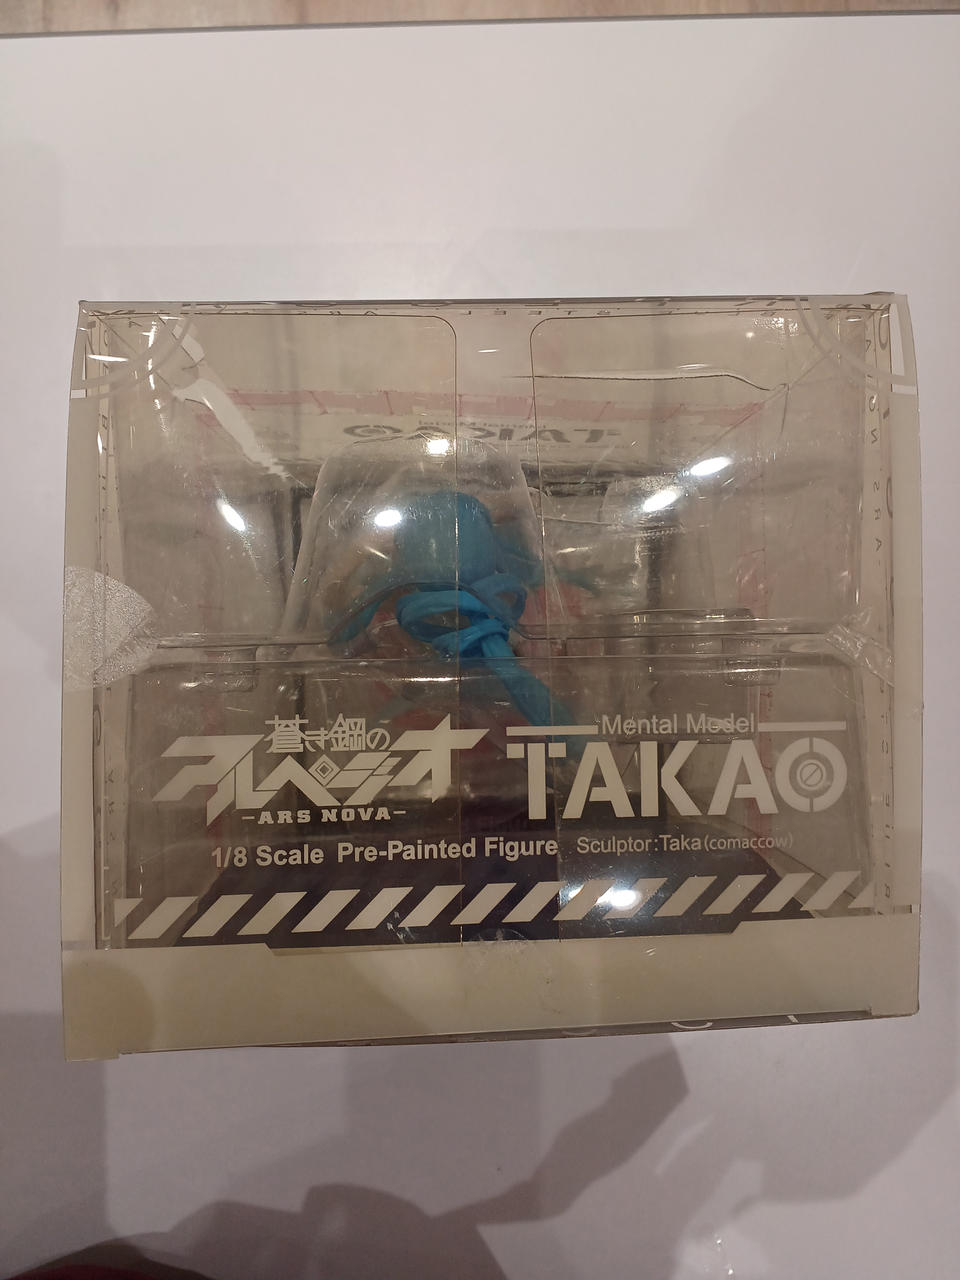 TAKAO
蒼き鋼の
アルペジオ
-ARS NOVA-
Mental Model
TAKAO
1/8 Scale Pre-Painted Figure
Sculptor:Taka(comaccow)